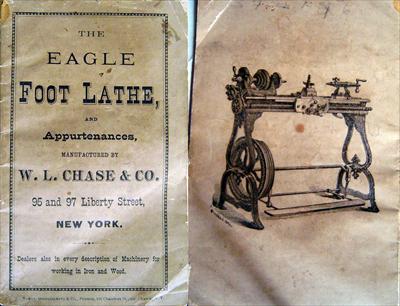 THE
EAGLE
FOOT LATHE,
AND
Appurtenances,
MANUFACTURED BY
W. L. CHASE & CO.
95 and 97 Liberty Street,
NEW YORK.
Dealers also in every description of Machinery for
working in Iron and Wood.